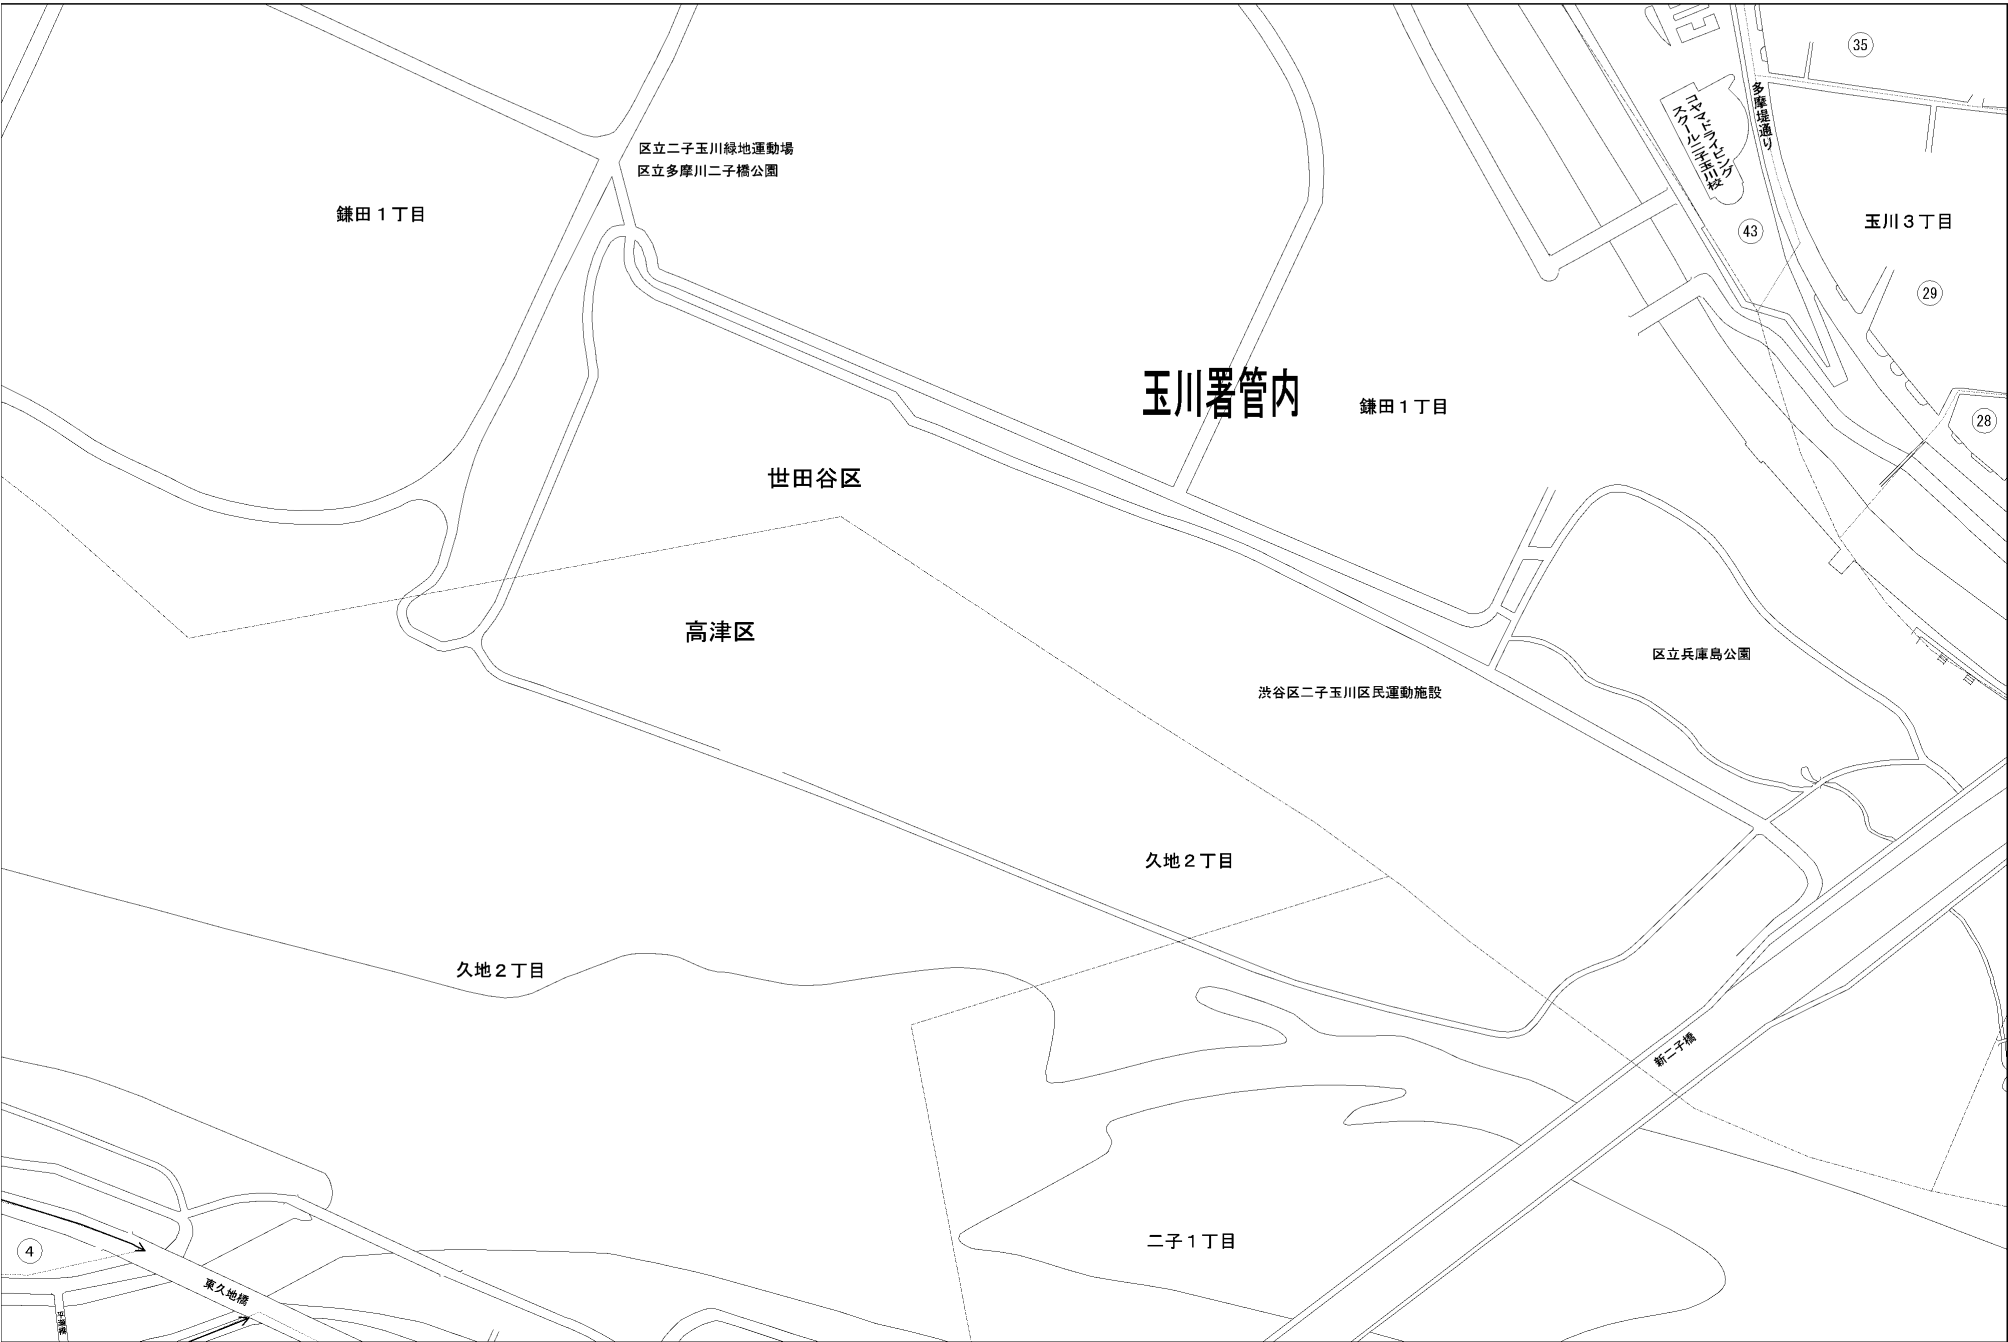 35
多摩堤通り
コヤマドライビング
スクール二子玉川校
区立二子玉川緑地運動場
区立多摩川二子橋公園
鎌田1丁目
玉川3丁目
43
29
玉川署管内
鎌田1丁目
28
世田谷区
高津区
区立兵庫島公園
渋谷区二子玉川区民運動施設
久地2丁目
久地2丁目
新二子橋
二子1丁目
4
東久地橋
平瀬橋